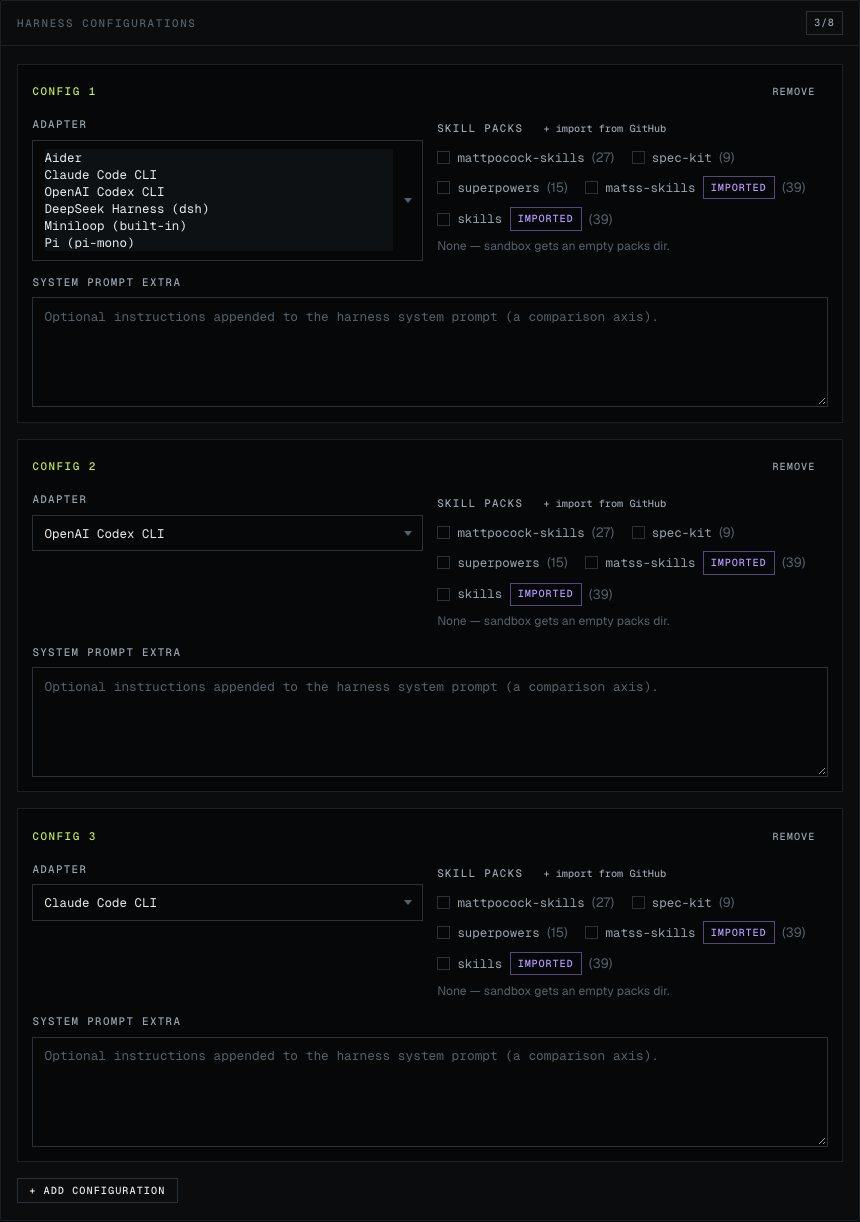 HARNESS CONFIGURATIONS 3/8
CONFIG 1 REMOVE
ADAPTER
SKILL PACKS + import from GitHub
Aider
Claude Code CLI
OpenAI Codex CLI
DeepSeek Harness (dsh)
Miniloop (built-in)
Pi (pi-mono)
mattpocock-skills (27) spec-kit (9)
superpowers (15) matss-skills IMPORTED (39)
skills IMPORTED (39)
None — sandbox gets an empty packs dir.
SYSTEM PROMPT EXTRA
Optional instructions appended to the harness system prompt (a comparison axis).
CONFIG 2 REMOVE
ADAPTER
OpenAI Codex CLI
SKILL PACKS + import from GitHub
mattpocock-skills (27) spec-kit (9)
superpowers (15) matss-skills IMPORTED (39)
skills IMPORTED (39)
None — sandbox gets an empty packs dir.
SYSTEM PROMPT EXTRA
Optional instructions appended to the harness system prompt (a comparison axis).
CONFIG 3 REMOVE
ADAPTER
Claude Code CLI
SKILL PACKS + import from GitHub
mattpocock-skills (27) spec-kit (9)
superpowers (15) matss-skills IMPORTED (39)
skills IMPORTED (39)
None — sandbox gets an empty packs dir.
SYSTEM PROMPT EXTRA
Optional instructions appended to the harness system prompt (a comparison axis).
+ ADD CONFIGURATION